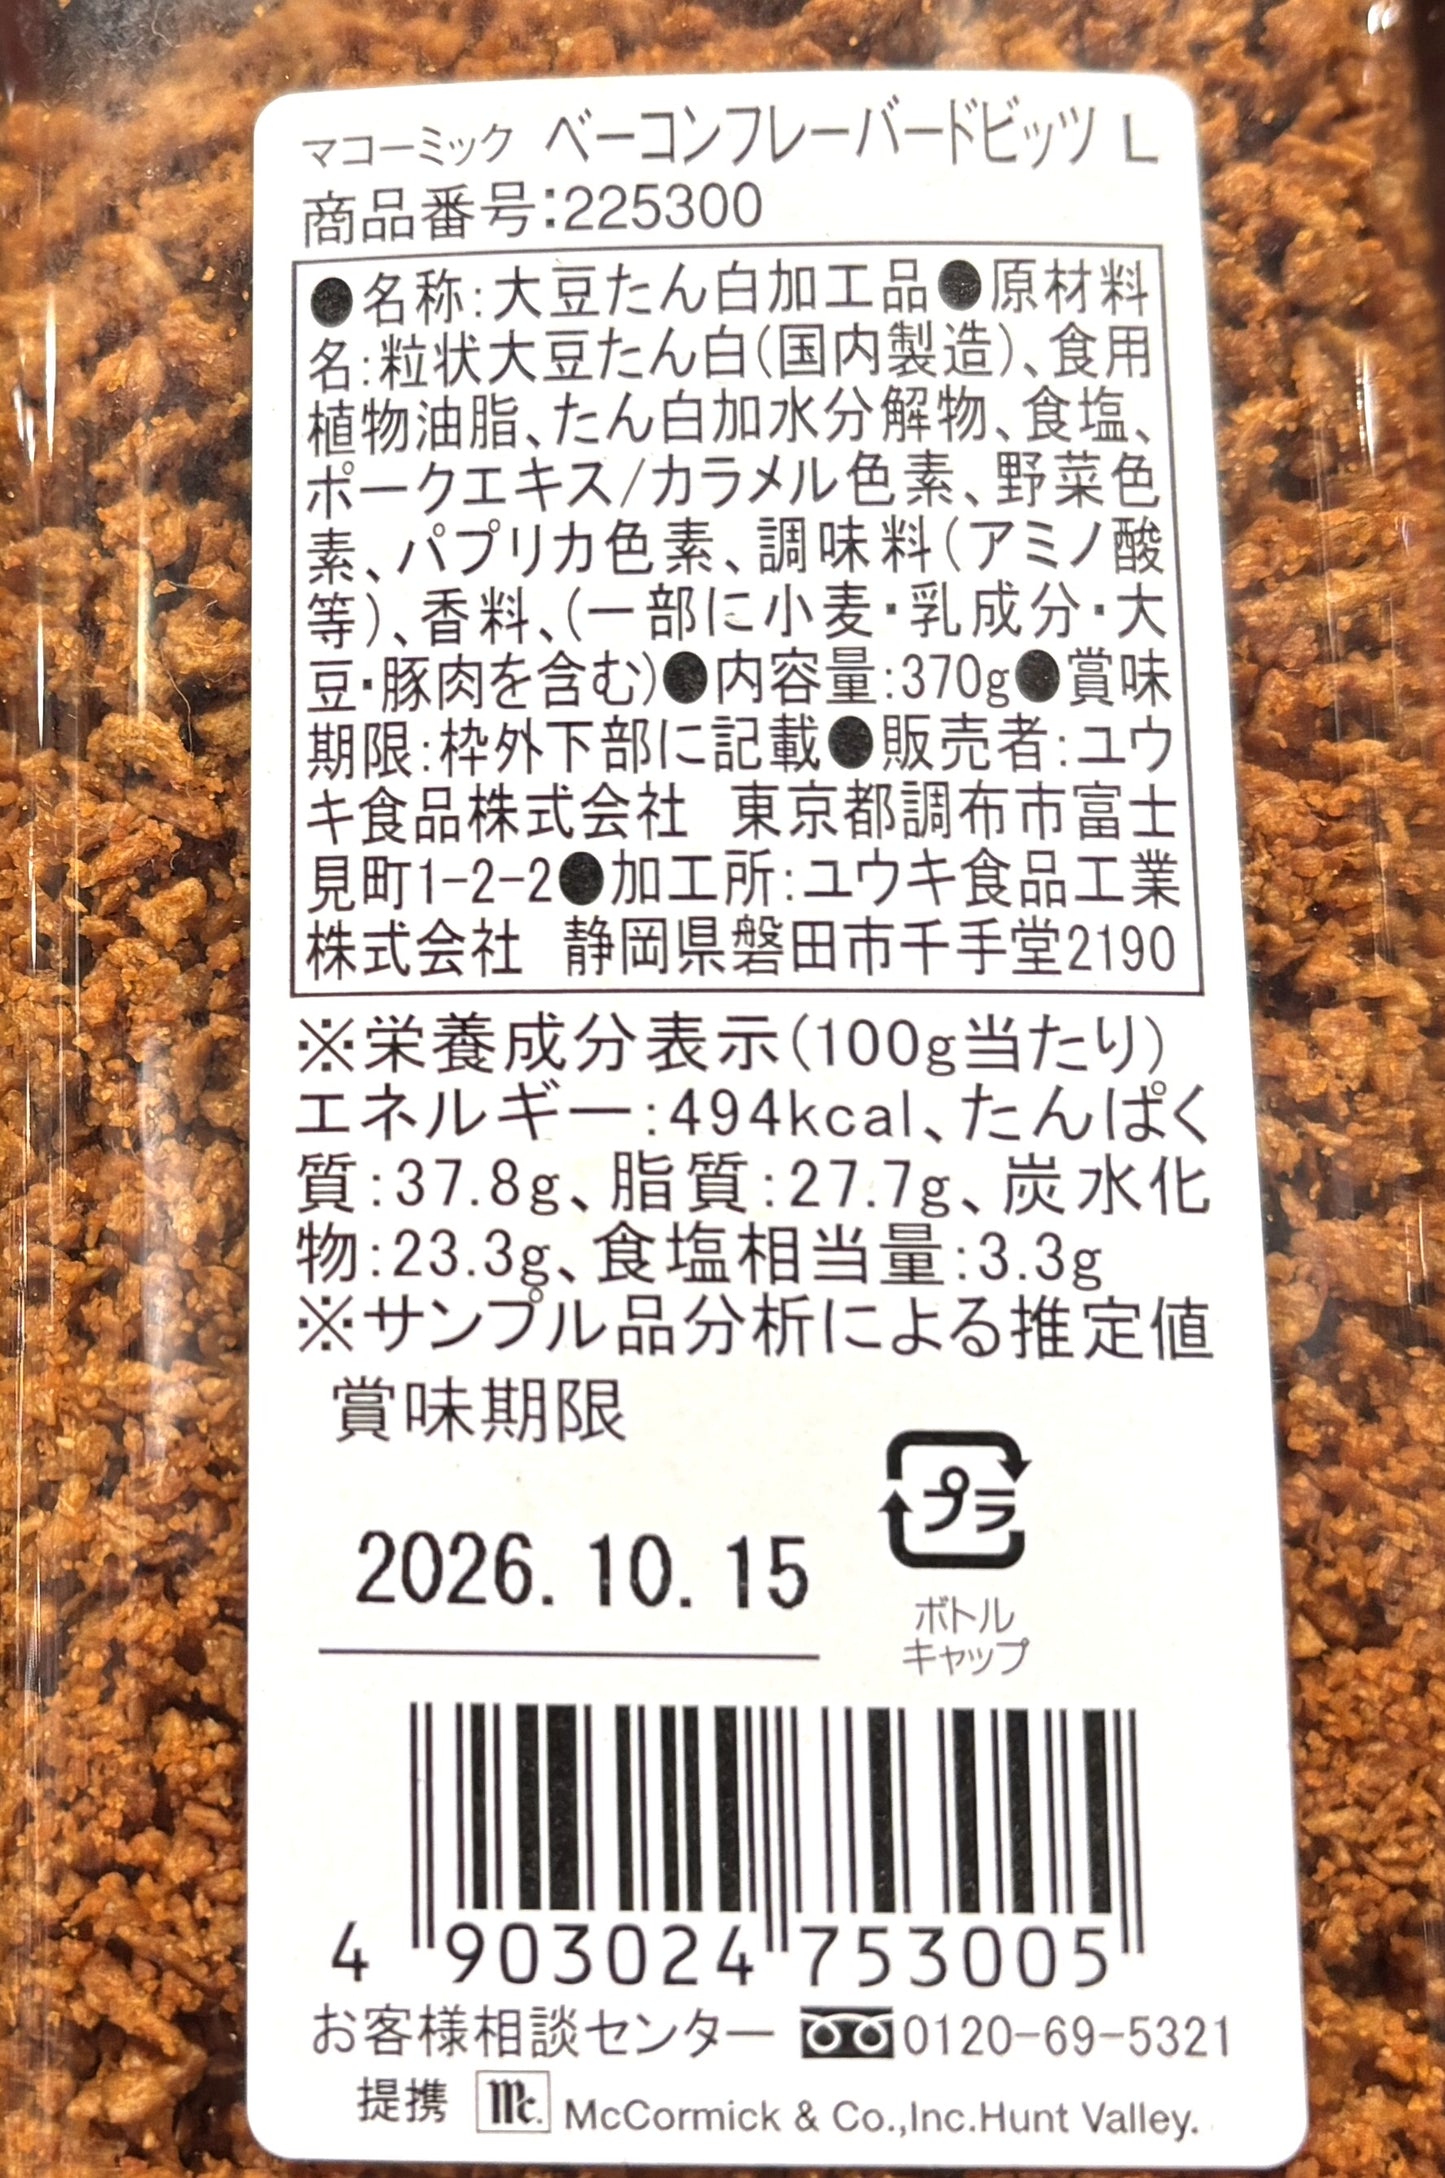 マコーミック ベーコンフレーバードビッツ L
商品番号:225300
●名称:大豆たん白加工品●原材料
名:粒状大豆たん白(国内製造)、食用
植物油脂、たん白加水分解物、食塩、
ポークエキス/カラメル色素、野菜色
素、パプリカ色素、調味料(アミノ酸
等)、香料、(一部に小麦・乳成分・大
豆・豚肉を含む)●内容量:370g●賞味
期限:枠外下部に記載●販売者:ユウ
キ食品株式会社 東京都調布市富士
見町1-2-2●加工所:ユウキ食品工業
株式会社 静岡県磐田市千手堂2190
※栄養成分表示(100g当たり)
エネルギー:494kcal、たんぱく
質:37.8g、脂質:27.7g、炭水化
物:23.3g、食塩相当量:3.3g
※サンプル品分析による推定値
賞味期限
2026.10.15
プラ
ボトル
キャップ
4 903024 753005
お客様相談センター 0120-69-5321
提携 Mc. McCormick & Co.,Inc.Hunt Valley.